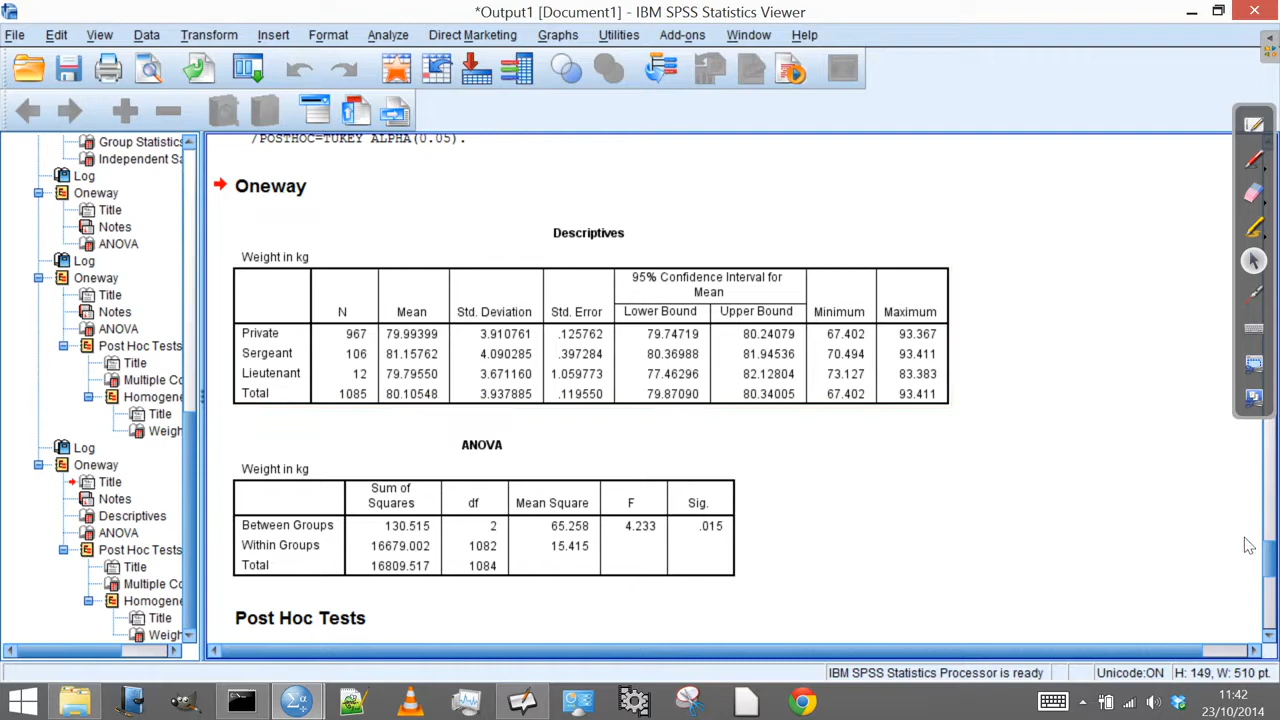 *Output1 [Document1] - IBM SPSS Statistics Viewer
File Edit View Data Transform Insert Format Analyze Direct Marketing Graphs Utilities Add-ons Window Help
Group Statistics
Independent Sa
Log
Oneway
Title
Notes
ANOVA
Log
Oneway
Title
Notes
ANOVA
Post Hoc Tests
Title
Multiple Co
Homogene
Title
Weigh
Log
Oneway
Title
Notes
Descriptives
ANOVA
Post Hoc Tests
Title
Multiple Co
Homogene
Title
Weigh
/POSTHOC=TUKEY ALPHA(0.05).
Oneway
Descriptives
Weight in kg
95% Confidence Interval for
Mean
N Mean Std. Deviation Std. Error Lower Bound Upper Bound Minimum Maximum
Private 967 79.99399 3.910761 .125762 79.74719 80.24079 67.402 93.367
Sergeant 106 81.15762 4.090285 .397284 80.36988 81.94536 70.494 93.411
Lieutenant 12 79.79550 3.671160 1.059773 77.46296 82.12804 73.127 83.383
Total 1085 80.10548 3.937885 .119550 79.87090 80.34005 67.402 93.411
ANOVA
Weight in kg
Sum of
Squares df Mean Square F Sig.
Between Groups 130.515 2 65.258 4.233 .015
Within Groups 16679.002 1082 15.415
Total 16809.517 1084
Post Hoc Tests
IBM SPSS Statistics Processor is ready Unicode:ON H: 149, W: 510 pt.
11:42
23/10/2014